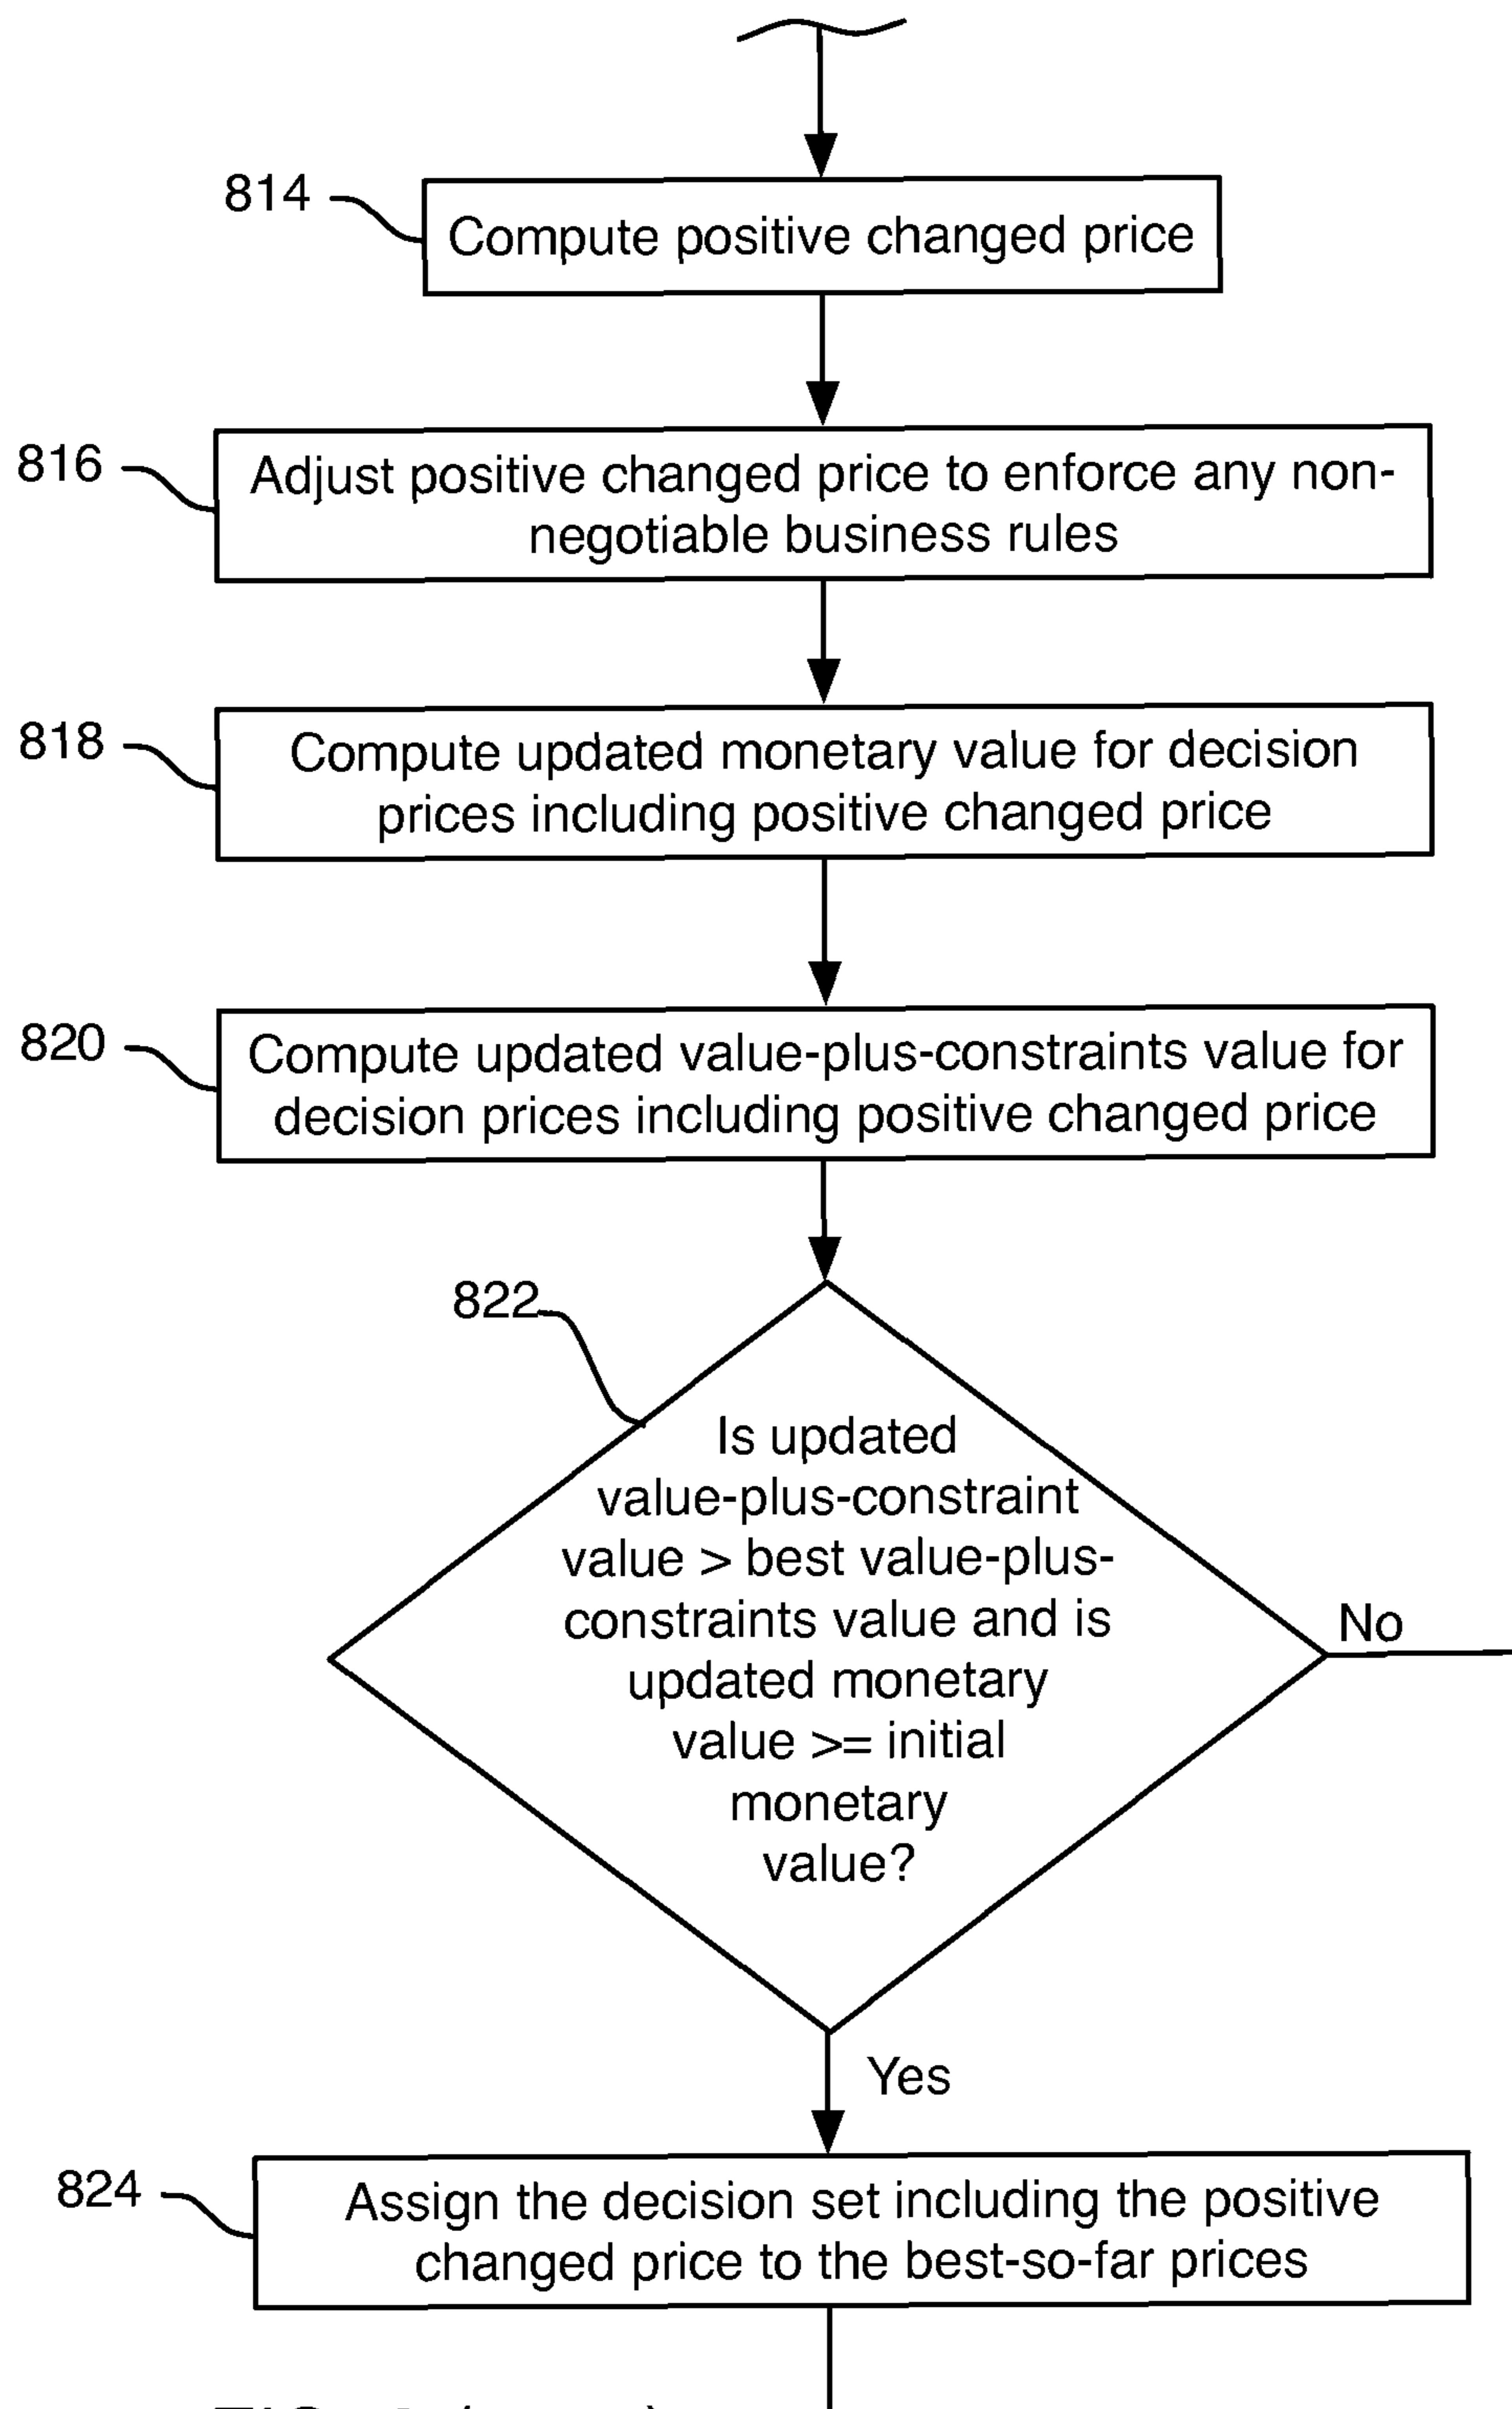 814
Compute positive changed price
816
Adjust positive changed price to enforce any non-
negotiable business rules
818
Compute updated monetary value for decision
prices including positive changed price
820
Compute updated value-plus-constraints value for
decision prices including positive changed price
822
Is updated
value-plus-constraint
value > best value-plus-
constraints value and is
updated monetary
value >= initial
monetary
value?
No
Yes
824
Assign the decision set including the positive
changed price to the best-so-far prices